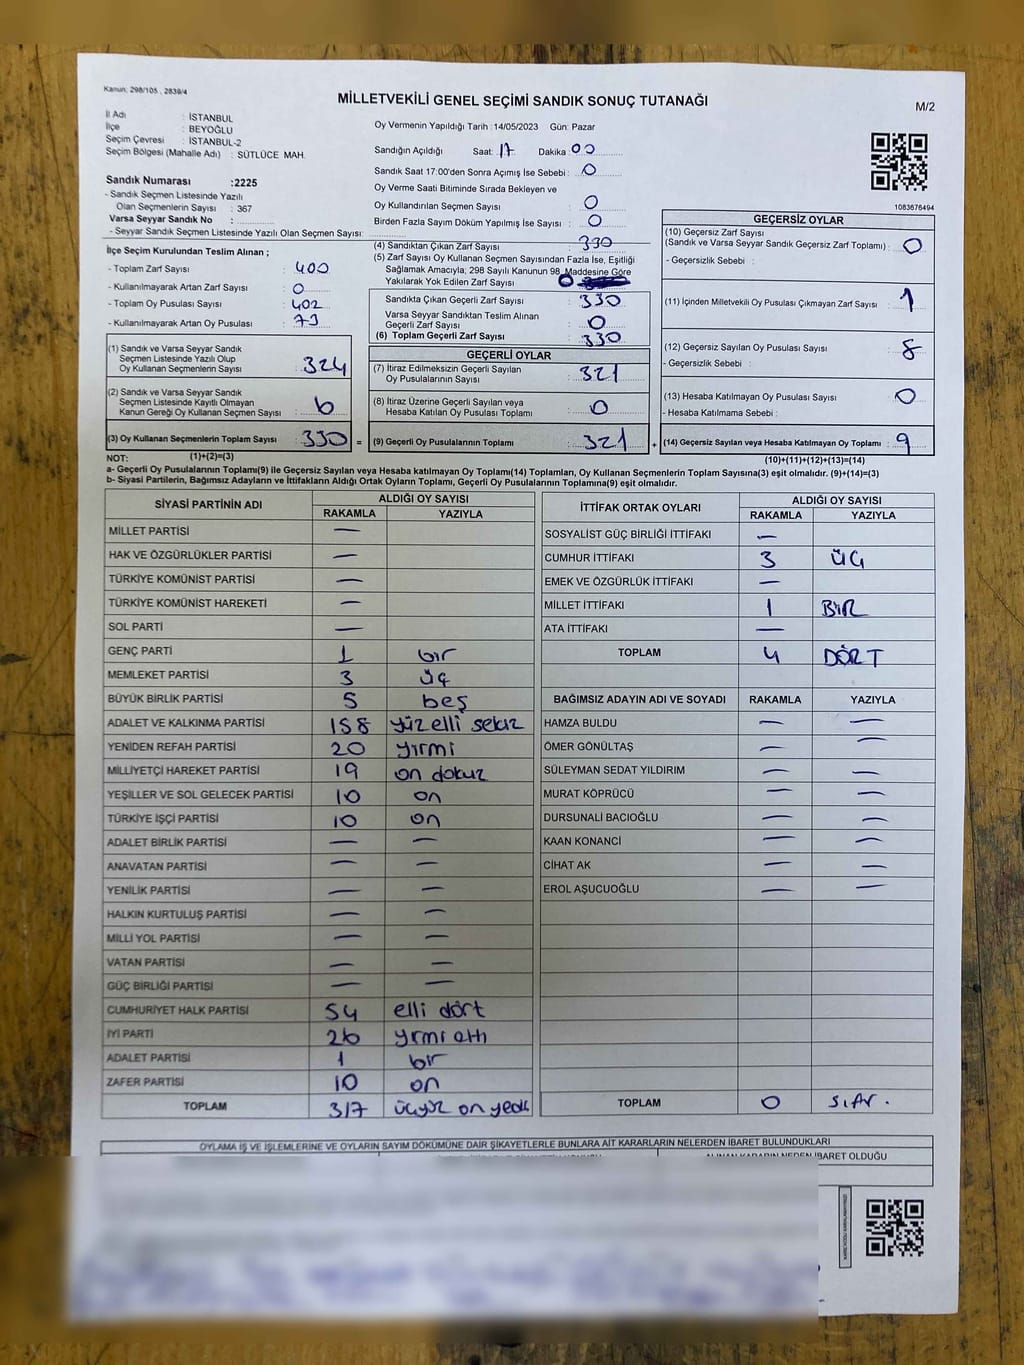 Kanun: 298/105 , 2839/4
MİLLETVEKİLİ GENEL SEÇİMİ SANDIK SONUÇ TUTANAĞI
M/2
İl Adı : İSTANBUL
İlçe : BEYOĞLU
Seçim Çevresi : İSTANBUL-2
Seçim Bölgesi (Mahalle Adı) : SÜTLÜCE MAH.
Sandık Numarası :2225
- Sandık Seçmen Listesinde Yazılı
Olan Seçmenlerin Sayısı : 367
Varsa Seyyar Sandık No :
- Seyyar Sandık Seçmen Listesinde Yazılı Olan Seçmen Sayısı:
Oy Vermenin Yapıldığı Tarih :14/05/2023 Gün: Pazar
Sandığın Açıldığı Saat: 17 Dakika : 00
Sandık Saat 17:00'den Sonra Açımış İse Sebebi : 0
Oy Verme Saati Bitiminde Sırada Bekleyen ve
Oy Kullandırılan Seçmen Sayısı : 0
Birden Fazla Sayım Döküm Yapılmış İse Sayısı : 0
1083676494
İlçe Seçim Kurulundan Teslim Alınan ;
- Toplam Zarf Sayısı : 400
- Kullanılmayarak Artan Zarf Sayısı : 0
- Toplam Oy Pusulası Sayısı : 402
- Kullanılmayarak Artan Oy Pusulası : 73
(4) Sandıktan Çıkan Zarf Sayısı : 330
(5) Zarf Sayısı Oy Kullanan Seçmen Sayısından Fazla İse, Eşitliği
Sağlamak Amacıyla; 298 Sayılı Kanunun 98. Maddesine Göre
Yakılarak Yok Edilen Zarf Sayısı : 0
Sandıkta Çıkan Geçerli Zarf Sayısı : 330
Varsa Seyyar Sandıktan Teslim Alınan
Geçerli Zarf Sayısı : 0
(6) Toplam Geçerli Zarf Sayısı : 330
GEÇERSİZ OYLAR
(10) Geçersiz Zarf Sayısı
(Sandık ve Varsa Seyyar Sandık Geçersiz Zarf Toplamı) : 0
- Geçersizlik Sebebi :
(11) İçinden Milletvekili Oy Pusulası Çıkmayan Zarf Sayısı : 1
(12) Geçersiz Sayılan Oy Pusulası Sayısı : 8
- Geçersizlik Sebebi :
(13) Hesaba Katılmayan Oy Pusulası Sayısı : 0
- Hesaba Katılmama Sebebi :
(14) Geçersiz Sayılan veya Hesaba Katılmayan Oy Toplamı : 9
(10)+(11)+(12)+(13)=(14)
(1) Sandık ve Varsa Seyyar Sandık
Seçmen Listesinde Yazılı Olup
Oy Kullanan Seçmenlerin Sayısı : 324
(2) Sandık ve Varsa Seyyar Sandık
Seçmen Listesinde Kayıtlı Olmayan
Kanun Gereği Oy Kullanan Seçmen Sayısı : 6
(3) Oy Kullanan Seçmenlerin Toplam Sayısı : 330 =
(1)+(2)=(3)
GEÇERLİ OYLAR
(7) İtiraz Edilmeksizin Geçerli Sayılan
Oy Pusulalarının Sayısı : 321
(8) İtiraz Üzerine Geçerli Sayılan veya
Hesaba Katılan Oy Pusulası Toplamı : 0
(9) Geçerli Oy Pusulalarının Toplamı : 321 +
NOT:
a- Geçerli Oy Pusulalarının Toplamı(9) ile Geçersiz Sayılan veya Hesaba katılmayan Oy Toplamı(14) Toplamları, Oy Kullanan Seçmenlerin Toplam Sayısına(3) eşit olmalıdır. (9)+(14)=(3)
b- Siyasi Partilerin, Bağımsız Adayların ve İttifakların Aldığı Ortak Oyların Toplamı, Geçerli Oy Pusulalarının Toplamına(9) eşit olmalıdır.
SİYASİ PARTİNİN ADI ALDIĞI OY SAYISI
RAKAMLA YAZIYLA
MİLLET PARTİSİ —
HAK VE ÖZGÜRLÜKLER PARTİSİ —
TÜRKİYE KOMÜNİST PARTİSİ —
TÜRKİYE KOMÜNİST HAREKETİ —
SOL PARTİ —
GENÇ PARTİ 1 bir
MEMLEKET PARTİSİ 3 üç
BÜYÜK BİRLİK PARTİSİ 5 beş
ADALET VE KALKINMA PARTİSİ 158 yüz elli sekiz
YENİDEN REFAH PARTİSİ 20 yirmi
MİLLİYETÇİ HAREKET PARTİSİ 19 on dokuz
YEŞİLLER VE SOL GELECEK PARTİSİ 10 on
TÜRKİYE İŞÇİ PARTİSİ 10 on
ADALET BİRLİK PARTİSİ — —
ANAVATAN PARTİSİ — —
YENİLİK PARTİSİ — —
HALKIN KURTULUŞ PARTİSİ — —
MİLLİ YOL PARTİSİ — —
VATAN PARTİSİ — —
GÜÇ BİRLİĞİ PARTİSİ — —
CUMHURİYET HALK PARTİSİ 54 elli dört
İYİ PARTİ 26 yrmi altı
ADALET PARTİSİ 1 bir
ZAFER PARTİSİ 10 on
TOPLAM 317 üçyüz on yedi
İTTİFAK ORTAK OYLARI ALDIĞI OY SAYISI
RAKAMLA YAZIYLA
SOSYALİST GÜÇ BİRLİĞİ İTTİFAKI —
CUMHUR İTTİFAKI 3 ÜÇ
EMEK VE ÖZGÜRLÜK İTTİFAKI —
MİLLET İTTİFAKI 1 BİR
ATA İTTİFAKI —
TOPLAM 4 DÖRT
BAĞIMSIZ ADAYIN ADI VE SOYADI RAKAMLA YAZIYLA
HAMZA BULDU — —
ÖMER GÖNÜLTAŞ — —
SÜLEYMAN SEDAT YILDIRIM — —
MURAT KÖPRÜCÜ — —
DURSUNALİ BACIOĞLU — —
KAAN KONANCİ — —
CİHAT AK — —
EROL AŞUCUOĞLU — —
TOPLAM 0 SIFIR.
OYLAMA İŞ VE İŞLEMLERİNE VE OYLARIN SAYIM DÖKÜMÜNE DAİR ŞİKAYETLERLE BUNLARA AİT KARARLARIN NELERDEN İBARET BULUNDUKLARI
ALINAN KARARIN NEDEN İBARET OLDUĞU